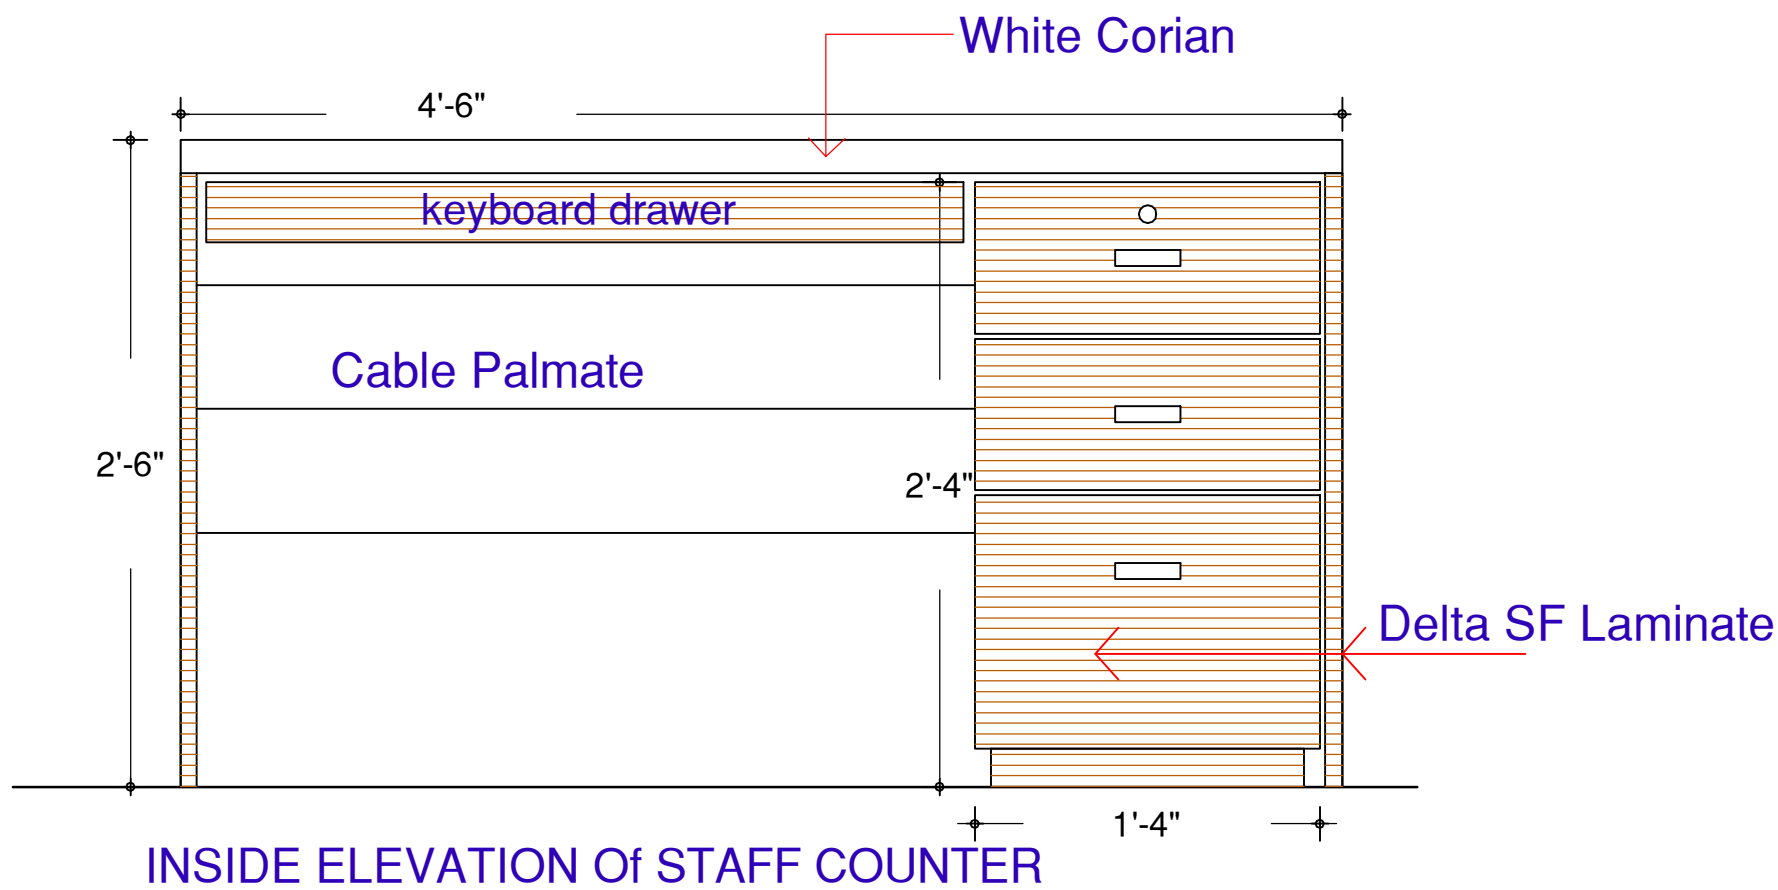 White Corian
4'-6"
keyboard drawer
Cable Palmate
2'-6"
2'-4"
Delta SF Laminate
1'-4"
INSIDE ELEVATION Of STAFF COUNTER